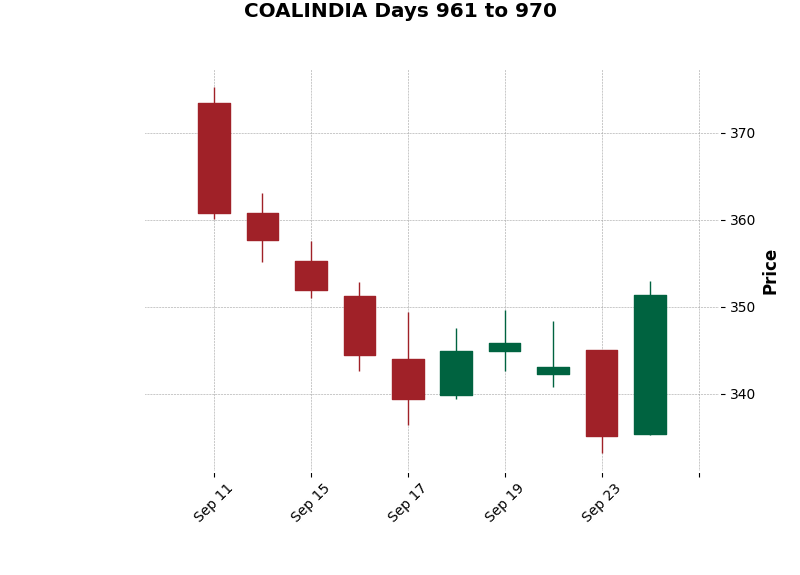 COALINDIA Days 961 to 970
370
360
350
340
Price
Sep 11
Sep 15
Sep 17
Sep 19
Sep 23